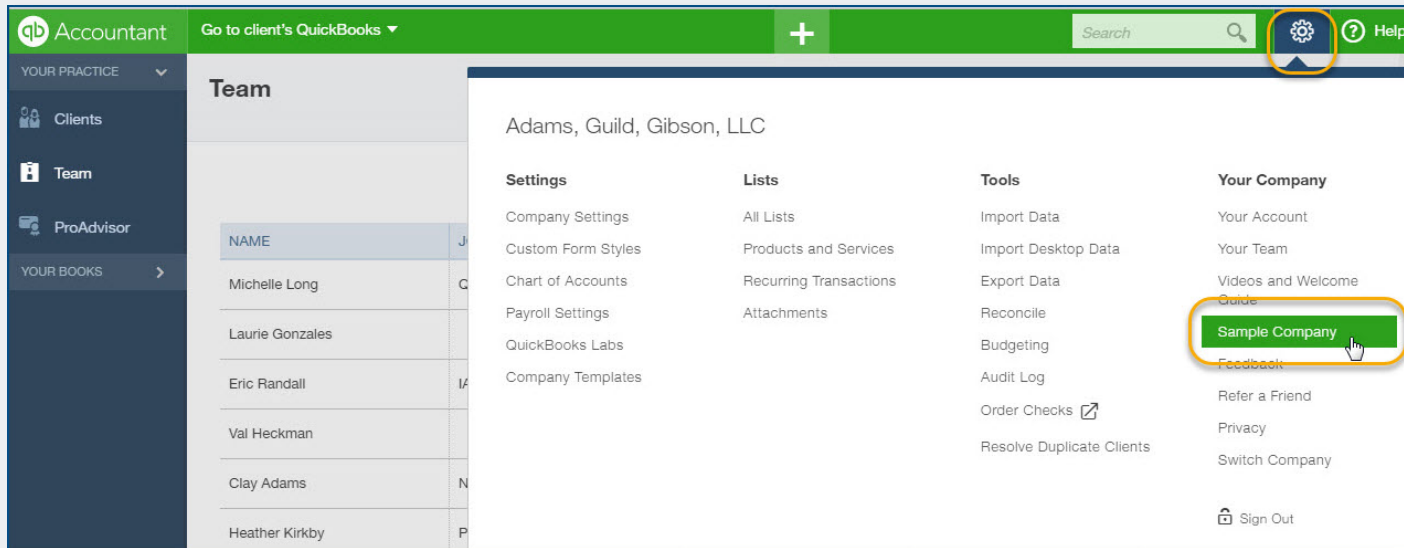 qb Accountant
Go to client's QuickBooks
Search
Help
YOUR PRACTICE
Clients
Team
ProAdvisor
YOUR BOOKS
Team
NAME
Michelle Long
Laurie Gonzales
Eric Randall
Val Heckman
Clay Adams
Heather Kirkby
Adams, Guild, Gibson, LLC
Settings
Company Settings
Custom Form Styles
Chart of Accounts
Payroll Settings
QuickBooks Labs
Company Templates
Lists
All Lists
Products and Services
Recurring Transactions
Attachments
Tools
Import Data
Import Desktop Data
Export Data
Reconcile
Budgeting
Audit Log
Order Checks
Resolve Duplicate Clients
Your Company
Your Account
Your Team
Videos and Welcome
Guide
Sample Company
Feedback
Refer a Friend
Privacy
Switch Company
Sign Out